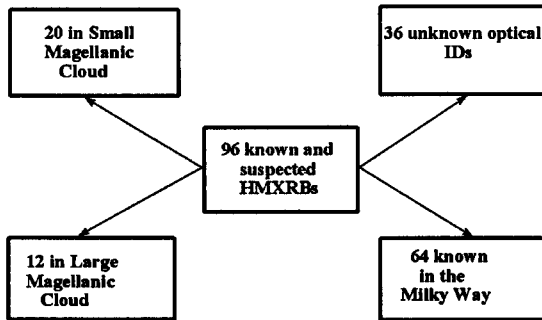 20 in Small
Magellanic
Cloud
36 unknown optical
IDs
96 known and
suspected
HMXRBs
12 in Large
Magellanic
Cloud
64 known
in the
Milky Way